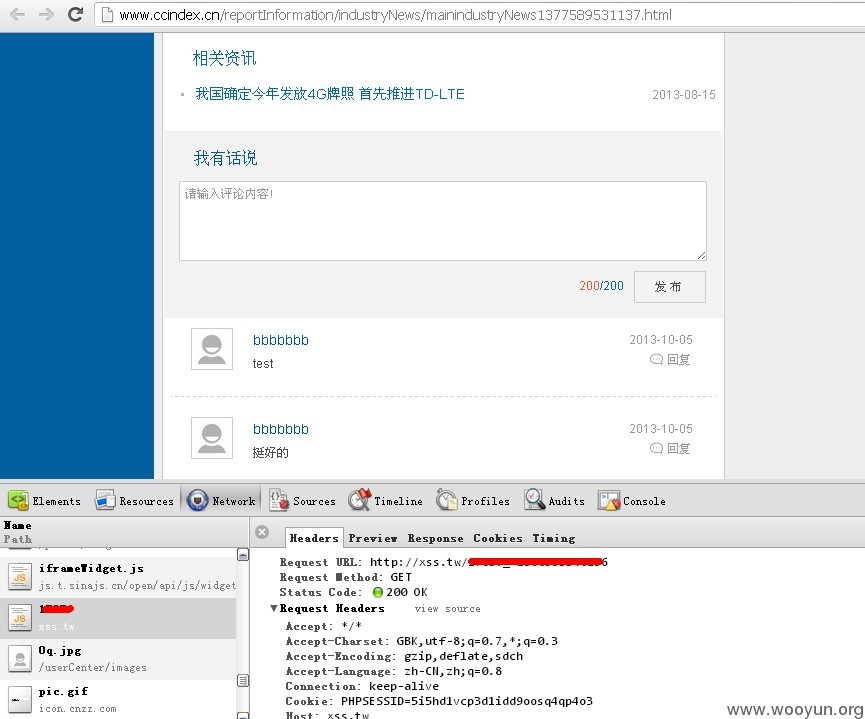 www.ccindex.cn/reportInformation/industryNews/mainindustryNews1377589531137.html
相关资讯
我国确定今年发放4G牌照 首先推进TD-LTE 2013-08-15
我有话说
请输入评论内容!
200/200 发 布
bbbbbbb 2013-10-05
test 回复
bbbbbbb 2013-10-05
挺好的 回复
Elements Resources Network Sources Timeline Profiles Audits Console
Name
Path
iframeWidget.js
js.t.sinajs.cn/open/api/js/widget
xss.tw
0q.jpg
/userCenter/images
pic.gif
icon.cnzz.com
Headers Preview Response Cookies Timing
Request URL: http://xss.tw/
Request Method: GET
Status Code: 200 OK
Request Headers view source
Accept: */*
Accept-Charset: GBK,utf-8;q=0.7,*;q=0.3
Accept-Encoding: gzip,deflate,sdch
Accept-Language: zh-CN,zh;q=0.8
Connection: keep-alive
Cookie: PHPSESSID=5i5hdlvcp3dlidd9oosq4qp4o3
Host: xss.tw
www.wooyun.org